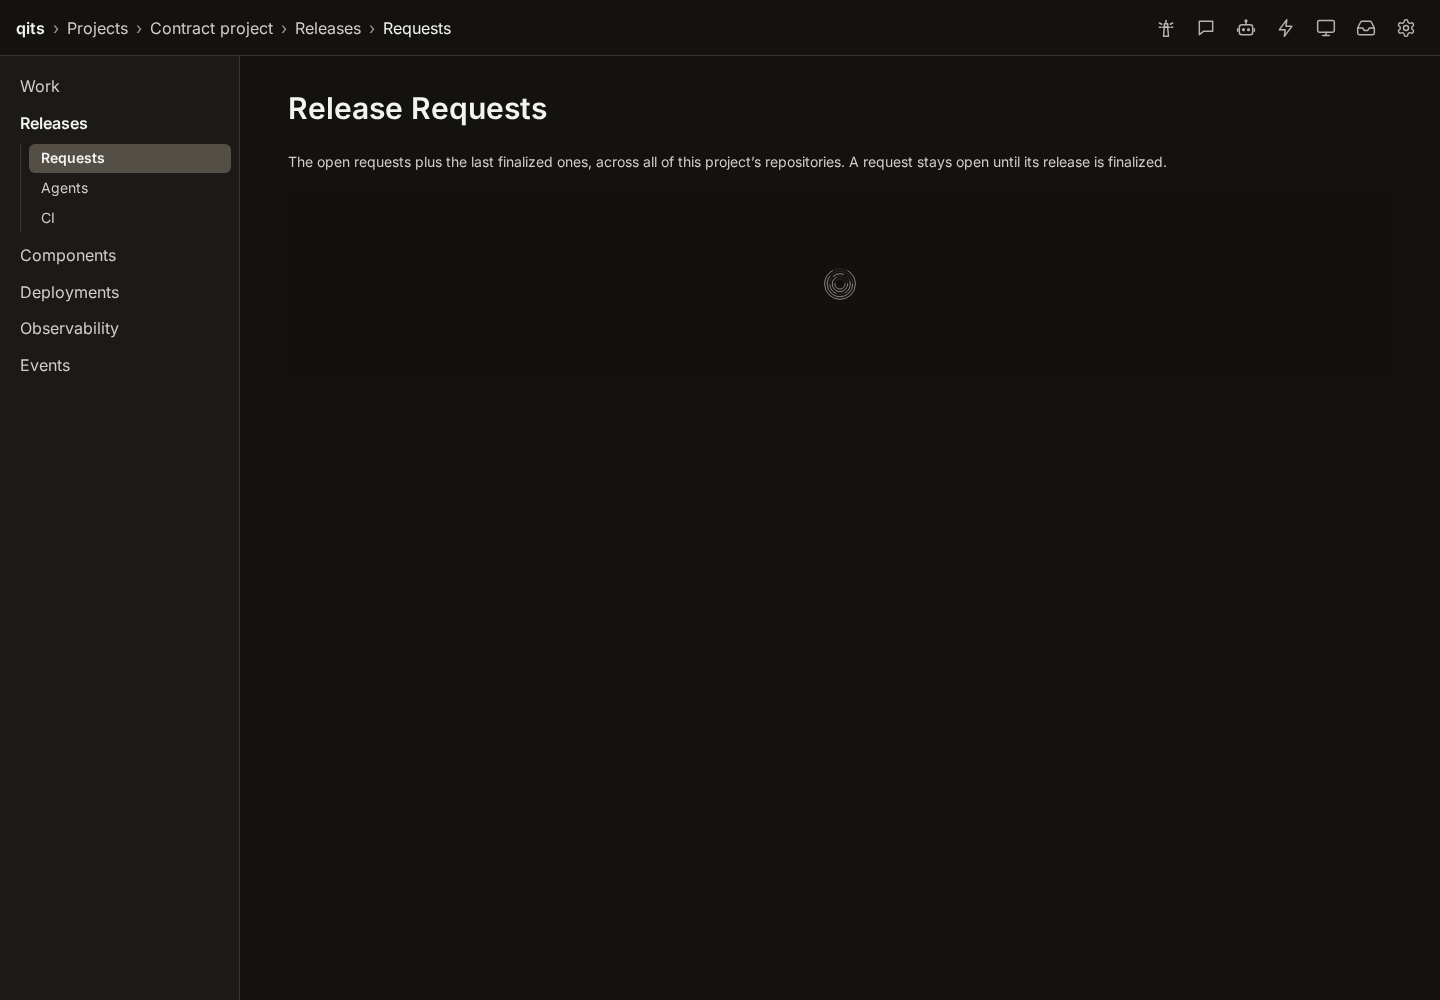 qits › Projects › Contract project › Releases › Requests
Work
Releases
Requests
Agents
CI
Components
Deployments
Observability
Events
Release Requests
The open requests plus the last finalized ones, across all of this project’s repositories. A request stays open until its release is finalized.